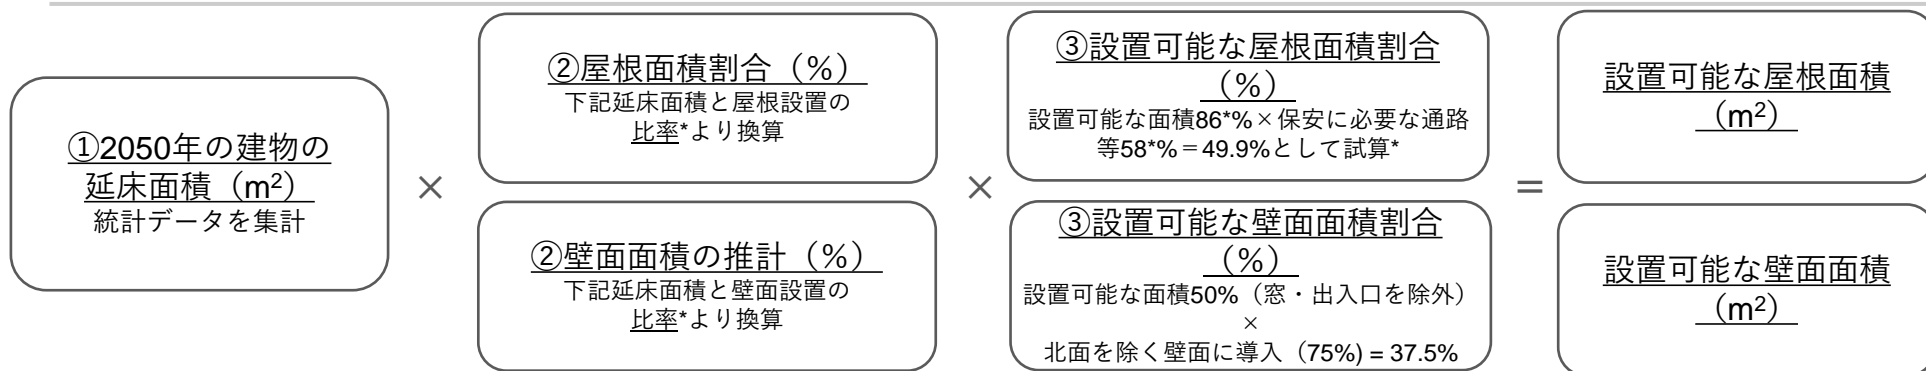 ①2050年の建物の
延床面積（m²）
統計データを集計
×
②屋根面積割合（%）
下記延床面積と屋根設置の
比率*より換算
②壁面面積の推計（%）
下記延床面積と壁面設置の
比率*より換算
×
③設置可能な屋根面積割合
（%）
設置可能な面積86*%×保安に必要な通路
等58*%＝49.9%として試算*
③設置可能な壁面面積割合
（%）
設置可能な面積50%（窓・出入口を除外）
×
北面を除く壁面に導入（75%) = 37.5%
＝
設置可能な屋根面積
（m²）
設置可能な壁面面積
（m²）